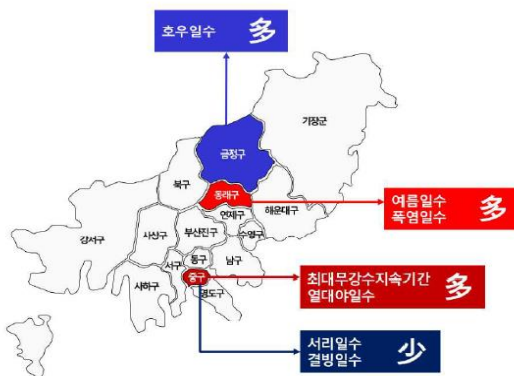 호우일수 多
기장군
금정구
북구
동래구
여름일수
폭염일수 多
연제구
해운대구
강서구
사상구
부산진구
수영구
서구
동구
남구
중구
최대무강수지속기간
열대야일수 多
사하구
영도구
서리일수
결빙일수 少